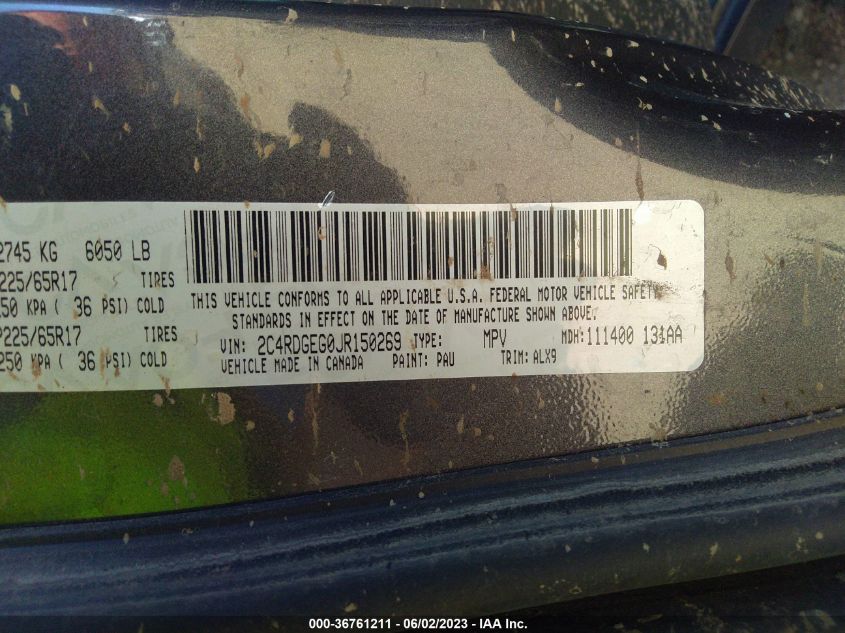 2745 KG 6050 LB
225/65R17 TIRES
250 KPA ( 36 PSI) COLD
P225/65R17 TIRES
250 KPA ( 36 PSI) COLD
THIS VEHICLE CONFORMS TO ALL APPLICABLE U.S.A. FEDERAL MOTOR VEHICLE SAFETY
STANDARDS IN EFFECT ON THE DATE OF MANUFACTURE SHOWN ABOVE.
VIN: 2C4RDGEG0JR150269 TYPE: MPV MDH: 111400 131AA
VEHICLE MADE IN CANADA PAINT: PAU TRIM: ALX9
000-36761211 - 06/02/2023 - © IAA Inc.